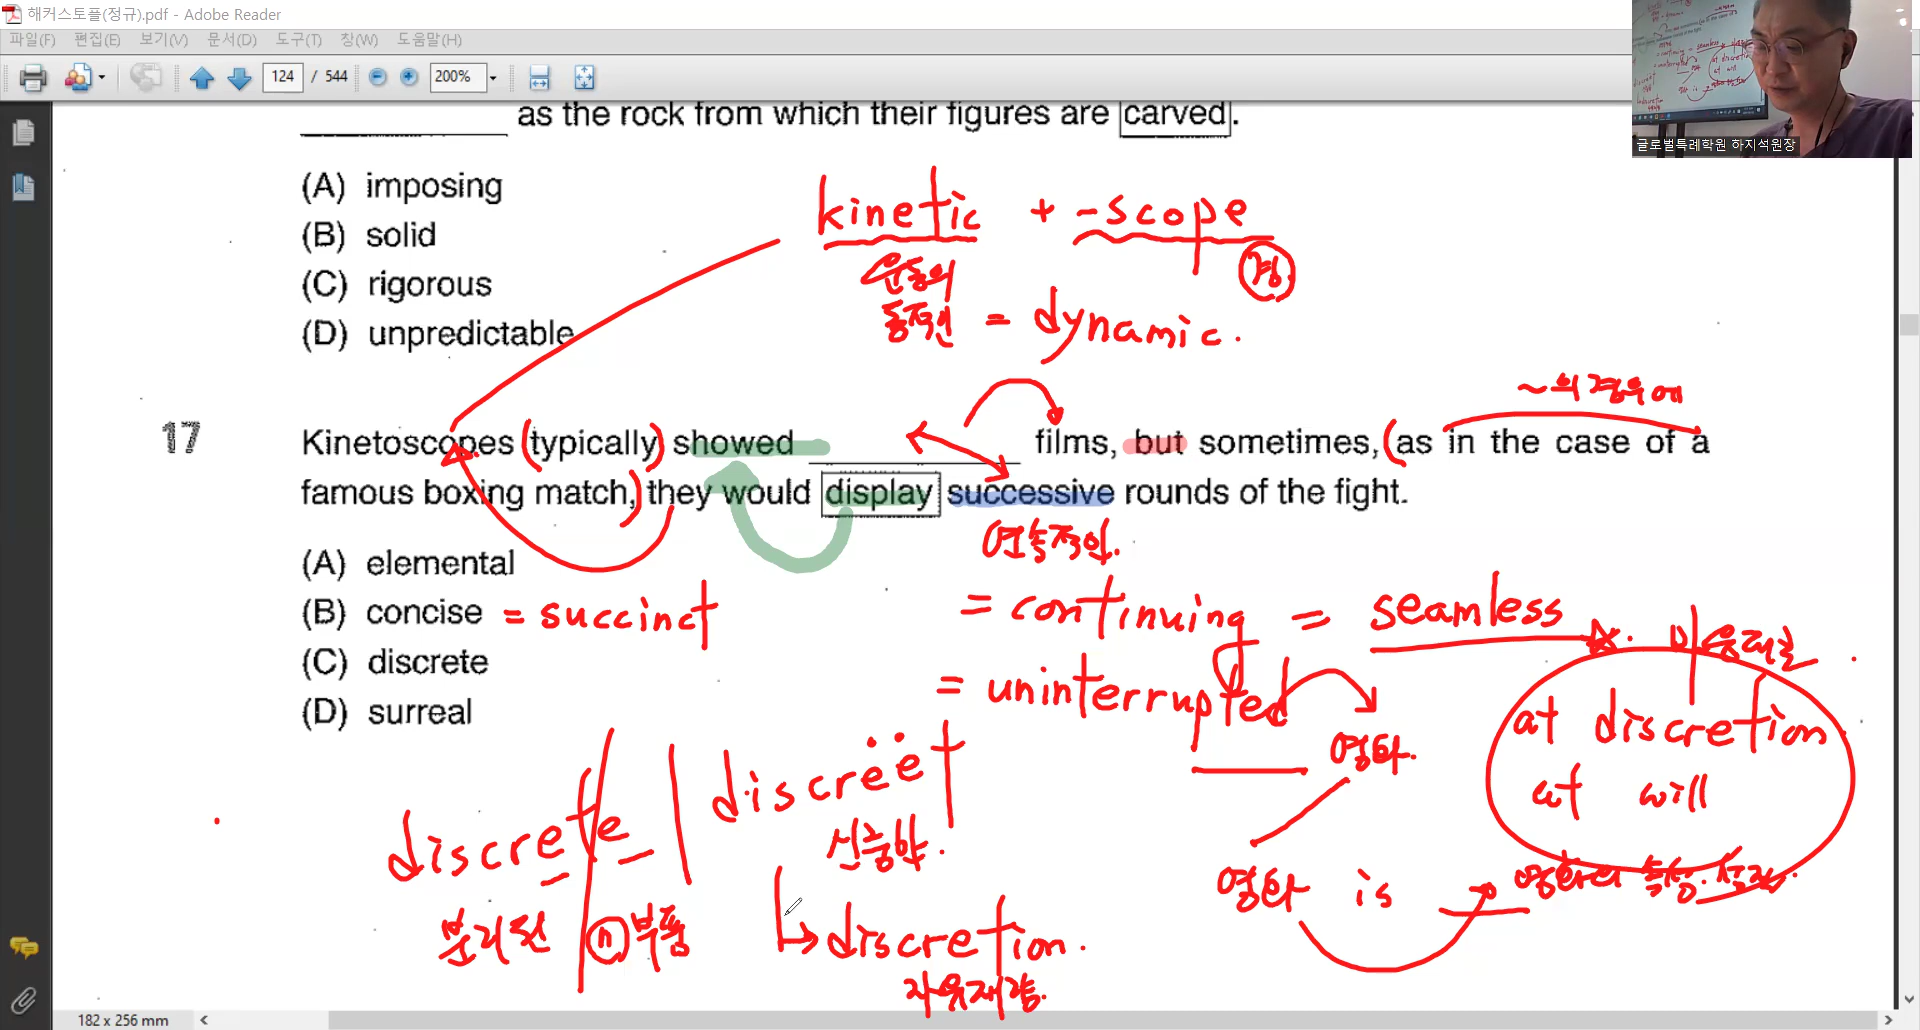 해커스토플(정규).pdf - Adobe Reader
파일(F) 편집(E) 보기(V) 문서(D) 도구(T) 창(W) 도움말(H)
124 / 544 200%
글로벌특례학원 하지석원장
as the rock from which their figures are carved.
(A) imposing
(B) solid
(C) rigorous
(D) unpredictable
kinetic + -scope
운동의 경
동적인 = dynamic.
~의 경우에
17 Kinetoscopes (typically) showed films, but sometimes, (as in the case of a
famous boxing match,) they would display successive rounds of the fight.
연속적인.
(A) elemental
(B) concise = succinct
(C) discrete
(D) surreal
= continuing = seamless
= uninterrupted
영화.
at discretion
at will
discrete discreet
신중한.
분리된 (n) 부품
discretion.
자유재량.
영화 is
182 x 256 mm